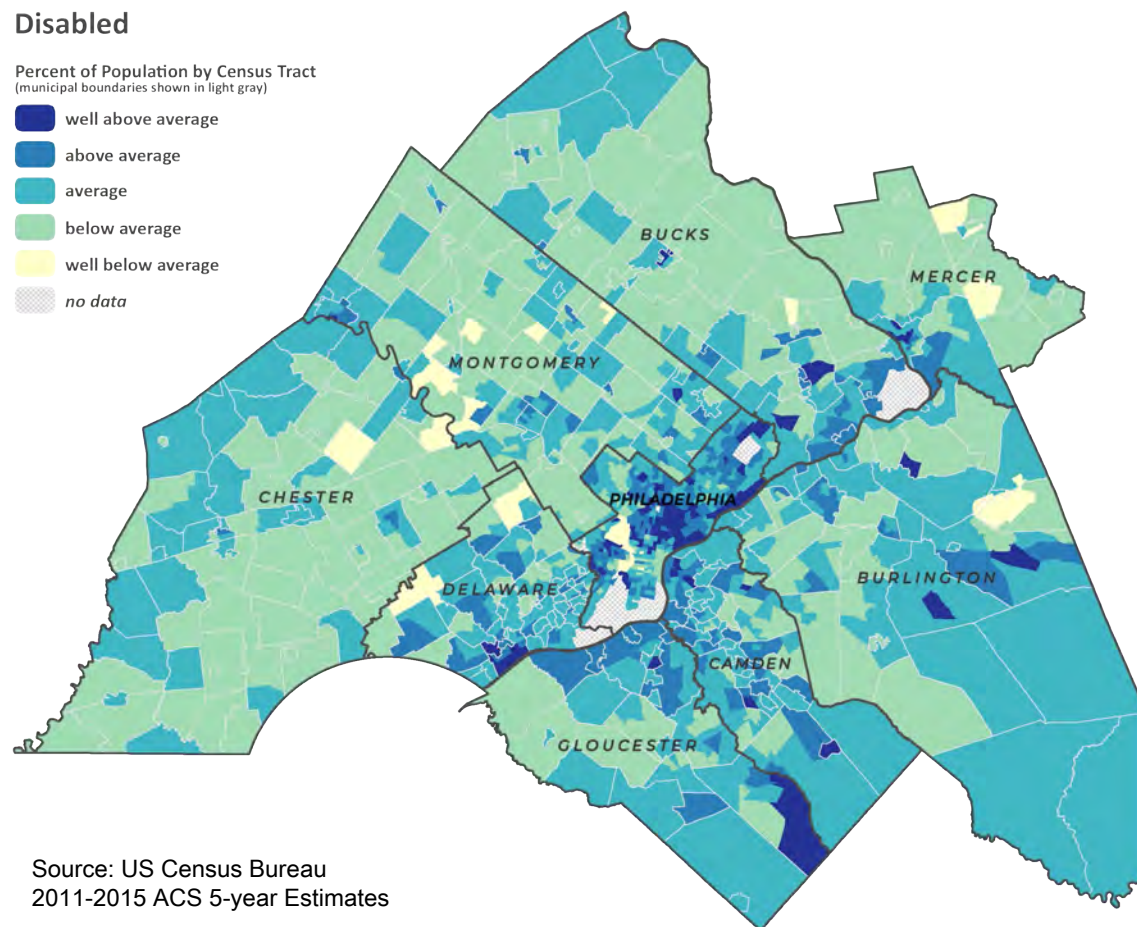 Disabled
Percent of Population by Census Tract
(municipal boundaries shown in light gray)
well above average
above average
average
below average
well below average
no data
BUCKS
MERCER
MONTGOMERY
CHESTER
PHILADELPHIA
DELAWARE
BURLINGTON
CAMDEN
GLOUCESTER
Source: US Census Bureau
2011-2015 ACS 5-year Estimates